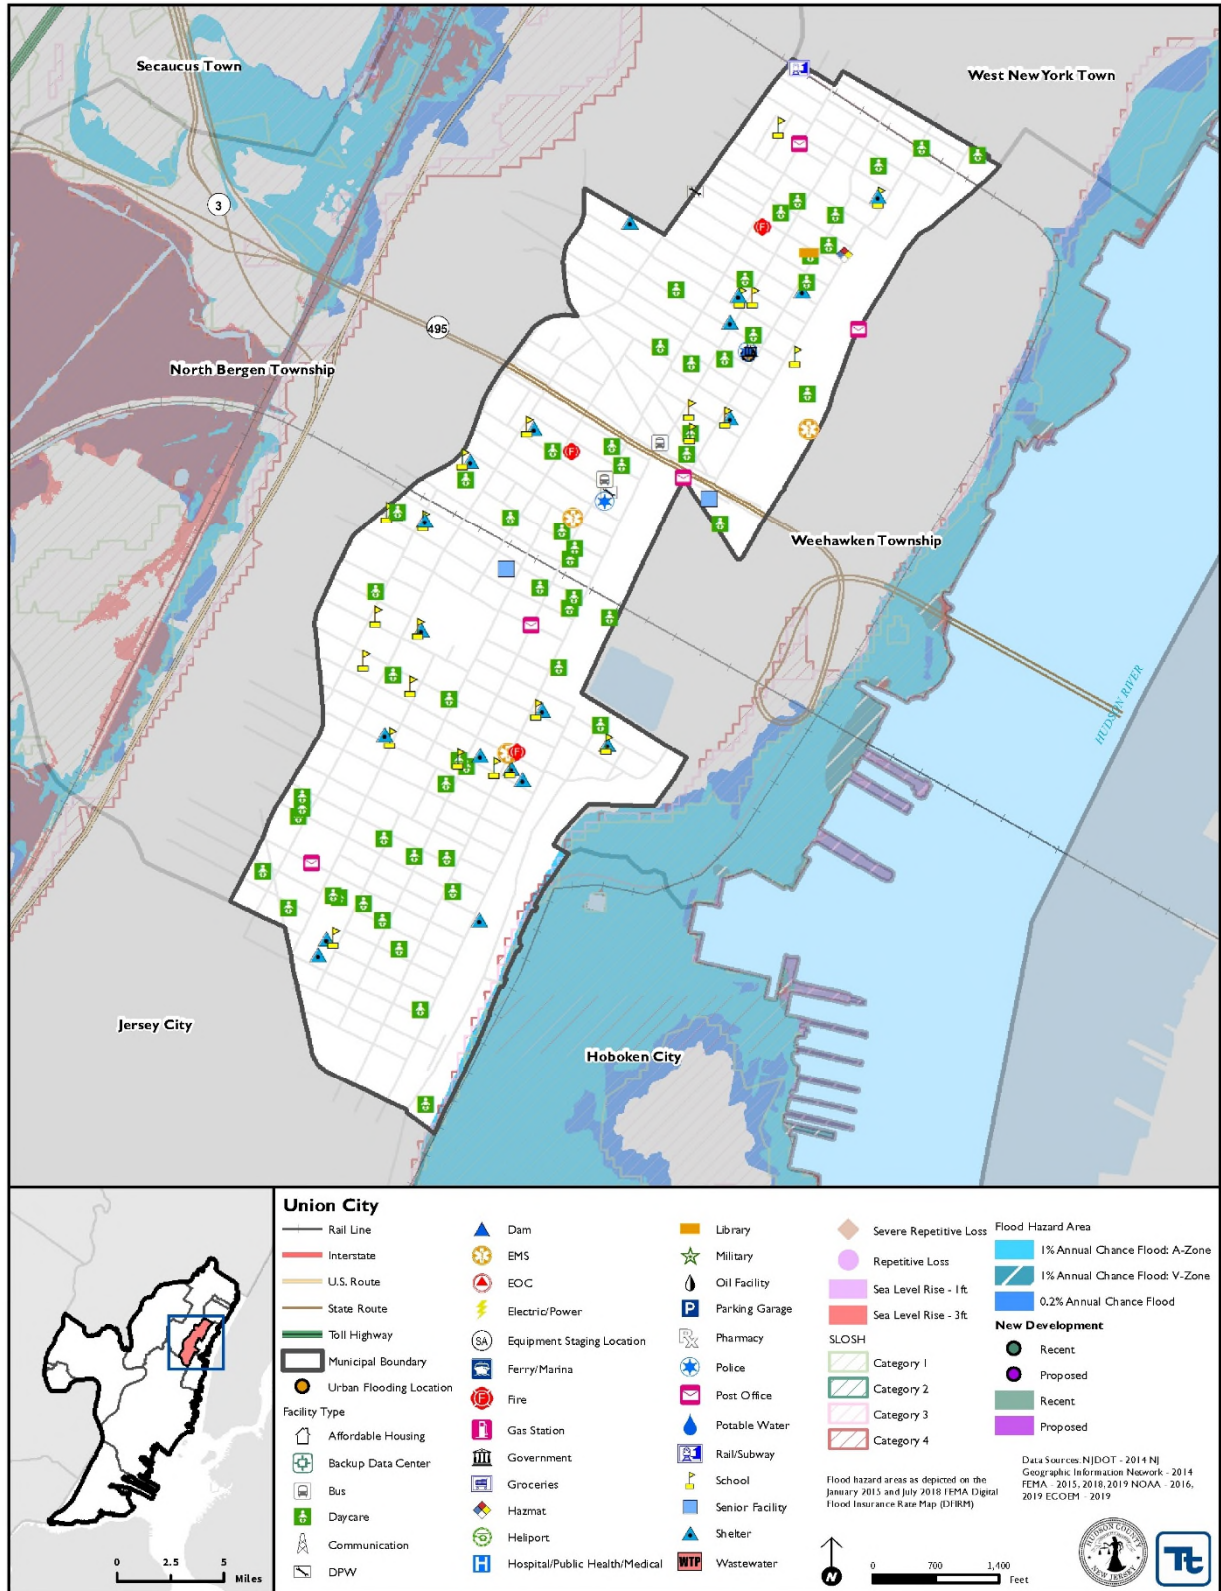 Secaucus Town
West New York Town
3
495
North Bergen Township
Weehawken Township
HUDSON RIVER
Jersey City
Hoboken City
Union City
Rail Line
Interstate
U.S. Route
State Route
Toll Highway
Municipal Boundary
Urban Flooding Location
Facility Type
Affordable Housing
Backup Data Center
Bus
Daycare
Communication
DPW
Dam
EMS
EOC
Electric/Power
SA Equipment Staging Location
Ferry/Marina
F Fire
Gas Station
Government
Groceries
Hazmat
Heliport
H Hospital/Public Health/Medical
Library
Military
Oil Facility
P Parking Garage
Rx Pharmacy
Police
Post Office
Potable Water
Rail/Subway
School
Senior Facility
Shelter
WTP Wastewater
Severe Repetitive Loss
Repetitive Loss
Sea Level Rise - 1ft
Sea Level Rise - 3ft
SLOSH
Category 1
Category 2
Category 3
Category 4
Flood Hazard Area
1% Annual Chance Flood: A-Zone
1% Annual Chance Flood: V-Zone
0.2% Annual Chance Flood
New Development
Recent
Proposed
Recent
Proposed
Flood hazard areas as depicted on the
January 2015 and July 2018 FEMA Digital
Flood Insurance Rate Map (DFIRM)
Data Sources: NJDOT - 2014 NJ
Geographic Information Network - 2014
FEMA - 2015, 2018, 2019 NOAA - 2016,
2019 ECOEM - 2019
0 2.5 5
Miles
N
0 700 1,400
Feet
HUDSON COUNTY
NEW JERSEY
Tt